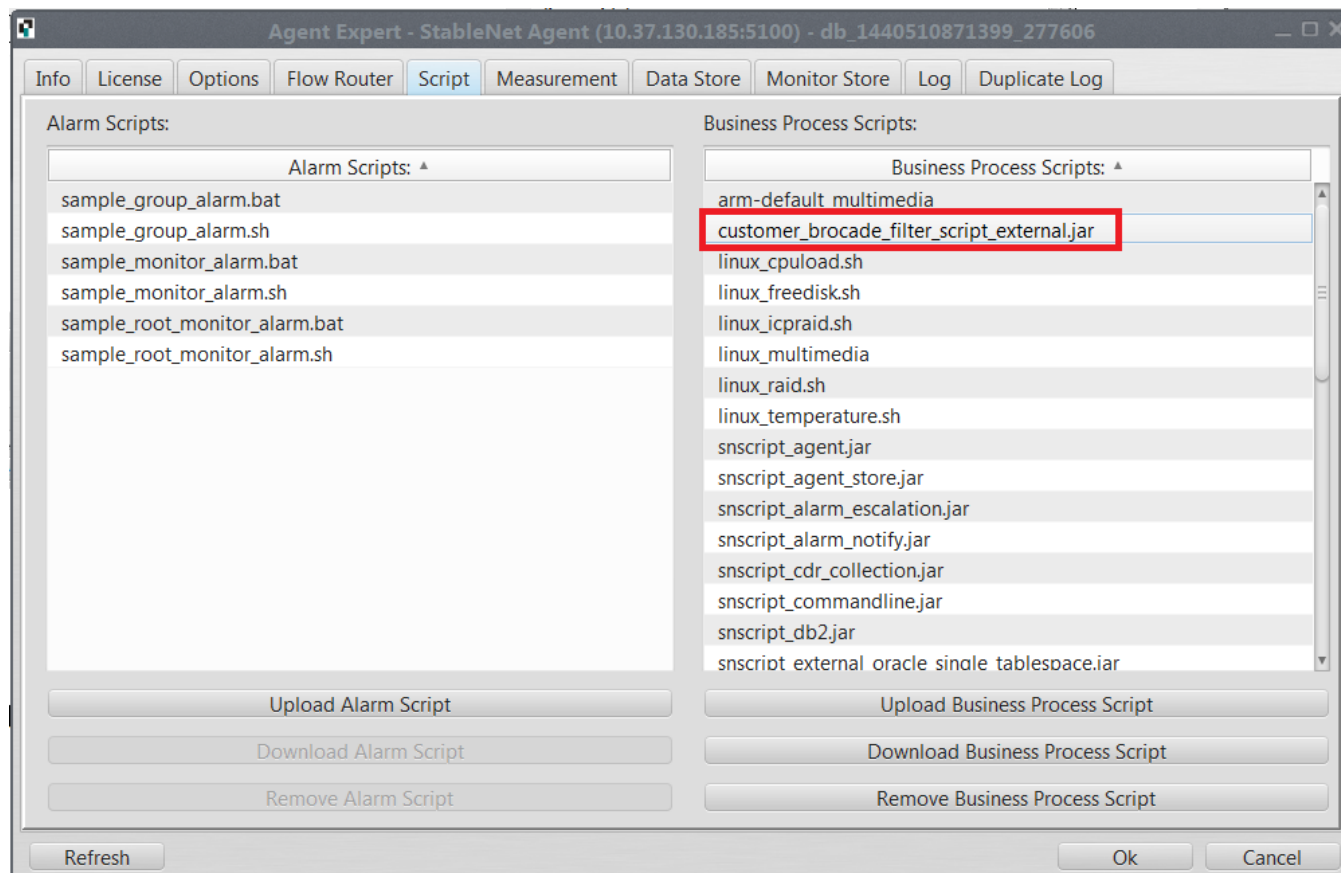 Agent Expert - StableNet Agent (10.37.130.185:5100) - db_1440510871399_277606
Info License Options Flow Router Script Measurement Data Store Monitor Store Log Duplicate Log
Alarm Scripts:
Alarm Scripts:
sample_group_alarm.bat
sample_group_alarm.sh
sample_monitor_alarm.bat
sample_monitor_alarm.sh
sample_root_monitor_alarm.bat
sample_root_monitor_alarm.sh
Upload Alarm Script
Download Alarm Script
Remove Alarm Script
Business Process Scripts:
Business Process Scripts:
arm-default_multimedia
customer_brocade_filter_script_external.jar
linux_cpuload.sh
linux_freedisk.sh
linux_icpraid.sh
linux_multimedia
linux_raid.sh
linux_temperature.sh
snscript_agent.jar
snscript_agent_store.jar
snscript_alarm_escalation.jar
snscript_alarm_notify.jar
snscript_cdr_collection.jar
snscript_commandline.jar
snscript_db2.jar
snscript_external_oracle_single_tablespace.jar
Upload Business Process Script
Download Business Process Script
Remove Business Process Script
Refresh Ok Cancel